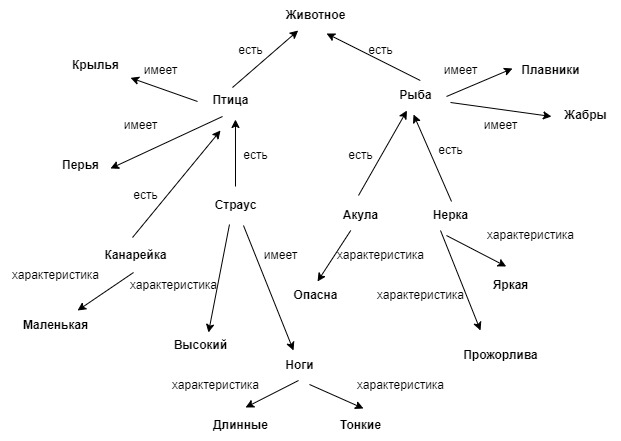 Животное
есть
есть
Крылья
имеет
Птица
Рыба
имеет
Плавники
имеет
имеет
Жабры
Перья
есть
есть
есть
есть
Страус
Акула
Нерка
Канарейка
имеет
характеристика
характеристика
характеристика
характеристика
Маленькая
Опасна
характеристика
Яркая
Высокий
Прожорлива
Ноги
характеристика
характеристика
Длинные
Тонкие